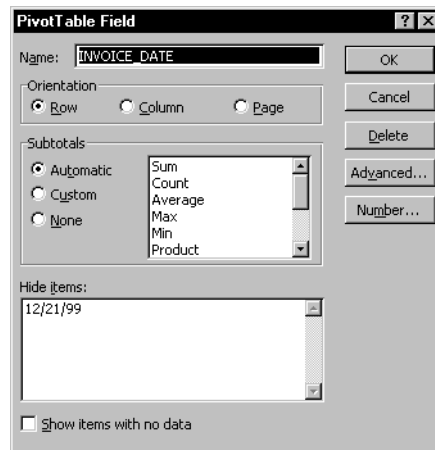 PivotTable Field
Name: INVOICE_DATE
OK
Orientation
Row Column Page
Cancel
Delete
Subtotals
Automatic
Custom
None
Sum
Count
Average
Max
Min
Product
Advanced...
Number...
Hide items:
12/21/99
Show items with no data